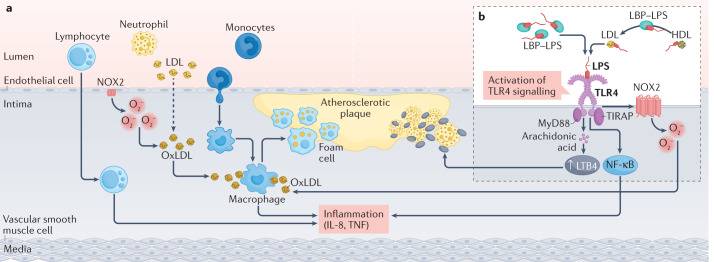 a
Lymphocyte
Neutrophil
Monocytes
LDL
Lumen
Endothelial cell
NOX2
Intima
O2-
O2-
O2-
OxLDL
Atherosclerotic
plaque
Foam
cell
Macrophage
OxLDL
Inflammation
(IL-8, TNF)
Vascular smooth
muscle cell
Media
b
LBP–LPS
LBP–LPS
LDL
HDL
LPS
Activation of
TLR4 signalling
TLR4
NOX2
TIRAP
MyD88
Arachidonic
acid
↑ LTB4
NF-κB
O2-
O2-